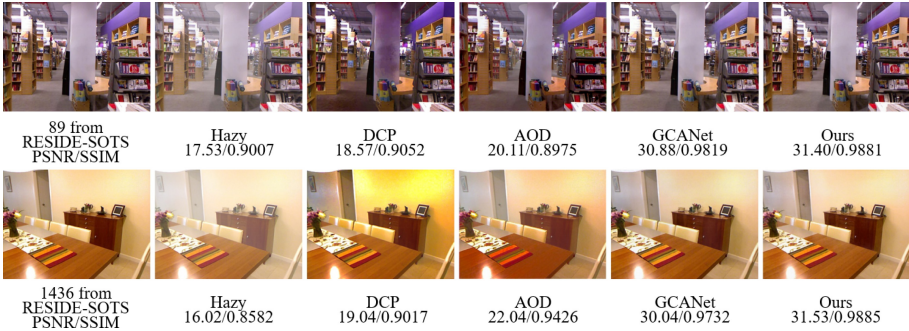 89 from
RESIDE-SOTS
PSNR/SSIM
Hazy
17.53/0.9007
DCP
18.57/0.9052
AOD
20.11/0.8975
GCANet
30.88/0.9819
Ours
31.40/0.9881
1436 from
RESIDE-SOTS
PSNR/SSIM
Hazy
16.02/0.8582
DCP
19.04/0.9017
AOD
22.04/0.9426
GCANet
30.04/0.9732
Ours
31.53/0.9885